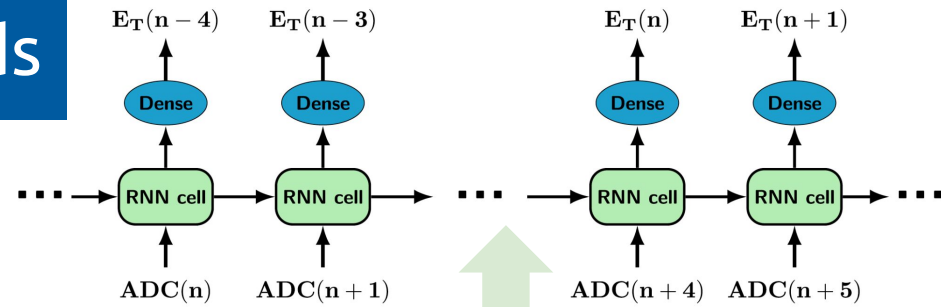 ls
E_T(n − 4) E_T(n − 3) E_T(n) E_T(n + 1)
Dense Dense Dense Dense
... RNN cell RNN cell ... RNN cell RNN cell ...
ADC(n) ADC(n + 1) ADC(n + 4) ADC(n + 5)